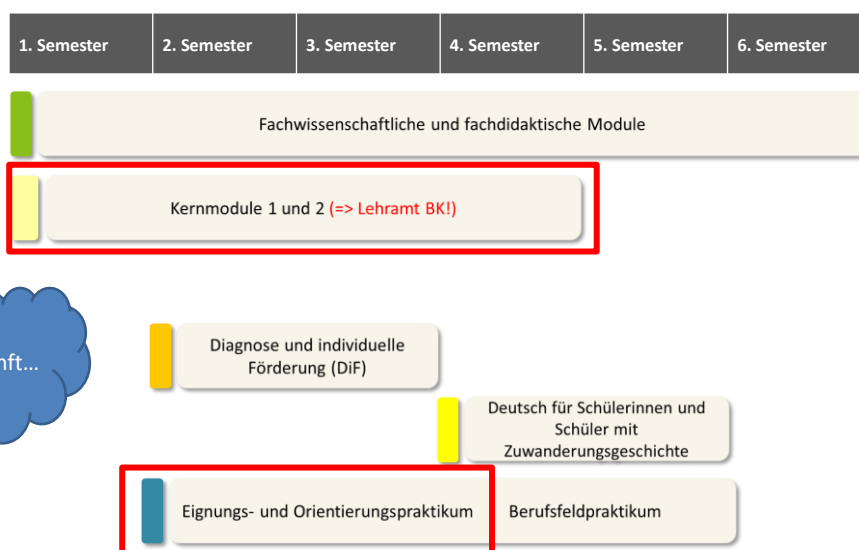 1. Semester 2. Semester 3. Semester 4. Semester 5. Semester 6. Semester
Fachwissenschaftliche und fachdidaktische Module
Kernmodule 1 und 2 (=> Lehramt BK!)
Diagnose und individuelle
Förderung (DiF)
Deutsch für Schülerinnen und
Schüler mit
Zuwanderungsgeschichte
Eignungs- und Orientierungspraktikum Berufsfeldpraktikum